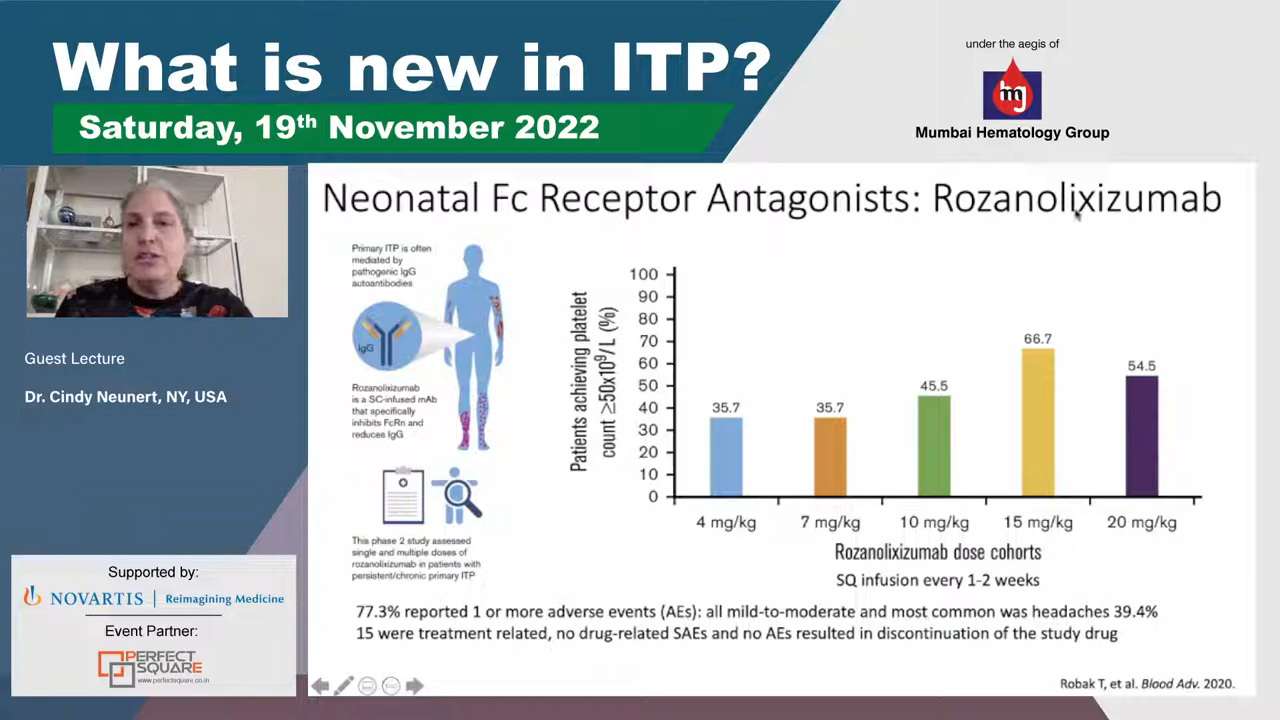 What is new in ITP?
Saturday, 19th November 2022
under the aegis of
mJ
Mumbai Hematology Group
Guest Lecture
Dr. Cindy Neunert, NY, USA
Supported by:
NOVARTIS | Reimagining Medicine
Event Partner:
PERFECT
SQUARE
www.perfectsquare.co.in
Neonatal Fc Receptor Antagonists: Rozanolixizumab
Primary ITP is often
mediated by
pathogenic IgG
autoantibodies
IgG
Rozanolixizumab
is a SC-infused mAb
that specifically
inhibits FcRn and
reduces IgG
This phase 2 study assessed
single and multiple doses of
rozanolixizumab in patients with
persistent/chronic primary ITP
Patients achieving platelet
count ≥50x10⁹/L (%)
100
90
80
70
60
50
40
30
20
10
0
35.7
35.7
45.5
66.7
54.5
4 mg/kg
7 mg/kg
10 mg/kg
15 mg/kg
20 mg/kg
Rozanolixizumab dose cohorts
SQ infusion every 1-2 weeks
77.3% reported 1 or more adverse events (AEs): all mild-to-moderate and most common was headaches 39.4%
15 were treatment related, no drug-related SAEs and no AEs resulted in discontinuation of the study drug
Robak T, et al. Blood Adv. 2020.